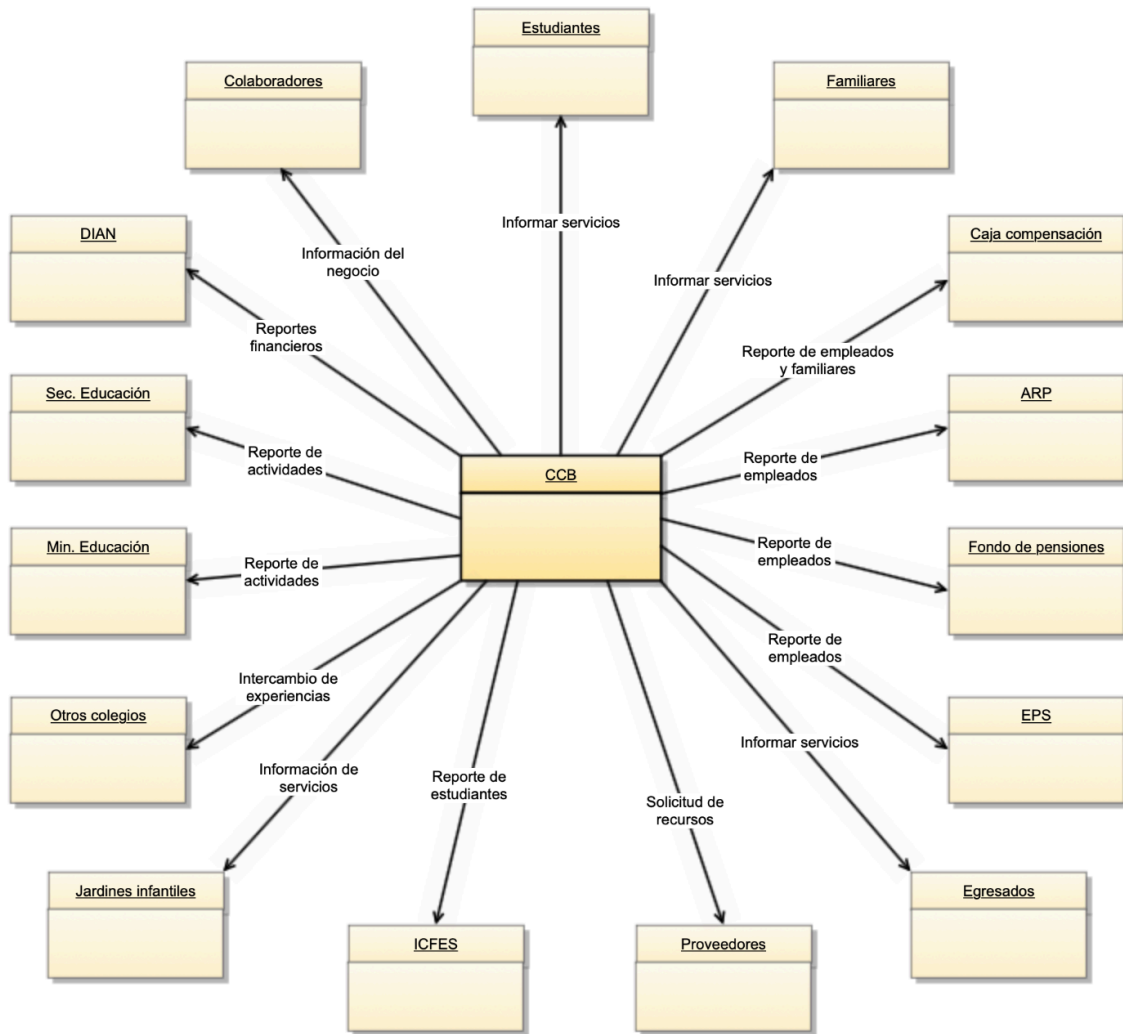 Estudiantes
Colaboradores
Familiares
Informar servicios
DIAN
Caja compensación
Información del
negocio
Informar servicios
Reportes
financieros
Reporte de empleados
y familiares
Sec. Educación
ARP
Reporte de
actividades
CCB
Reporte de
empleados
Min. Educación
Reporte de
actividades
Reporte de
empleados
Fondo de pensiones
Reporte de
empleados
Intercambio de
experiencias
Otros colegios
EPS
Información de
servicios
Informar servicios
Reporte de
estudiantes
Solicitud de
recursos
Jardines infantiles
Egresados
ICFES
Proveedores